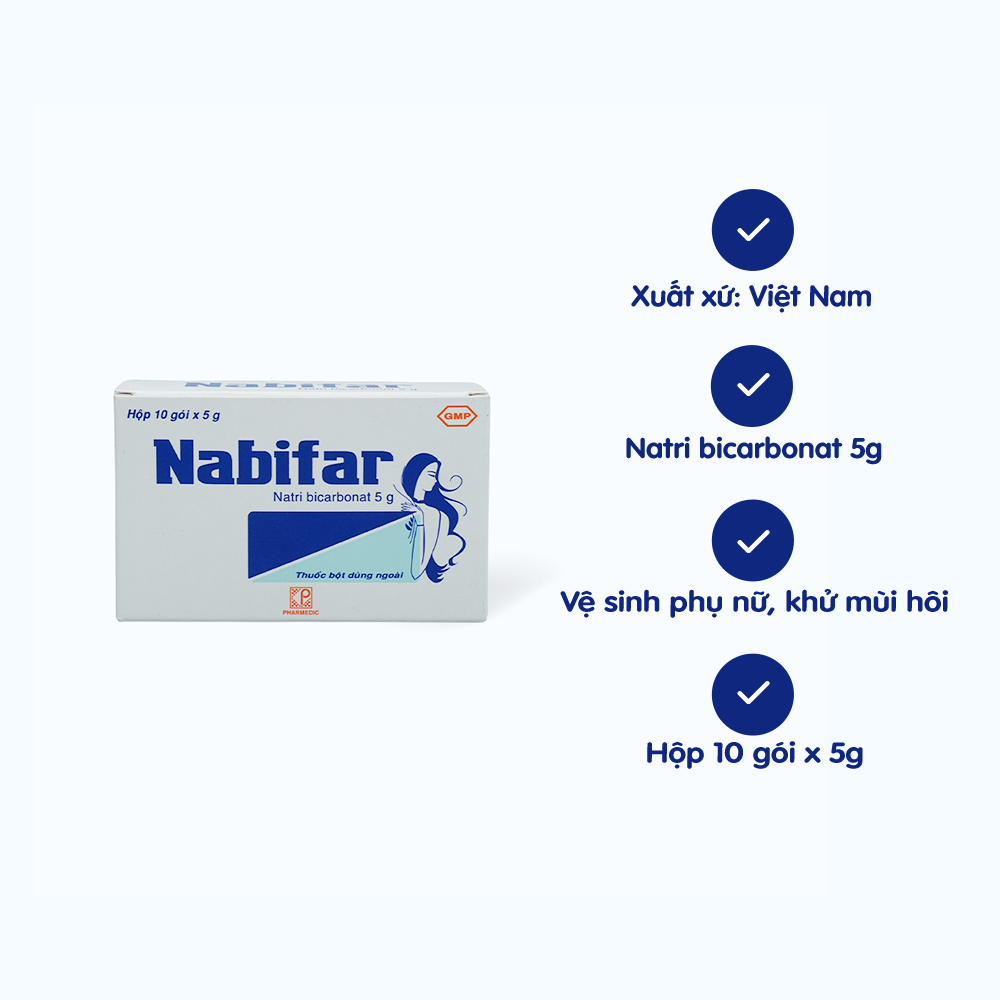 Nabifar
Hộp 10 gói x 5 g
GMP
Nabifar
Natri bicarbonat 5 g
Thuốc bột dùng ngoài
P
PHARMEDIC
Xuất xứ: Việt Nam
Natri bicarbonat 5g
Vệ sinh phụ nữ, khử mùi hôi
Hộp 10 gói x 5g